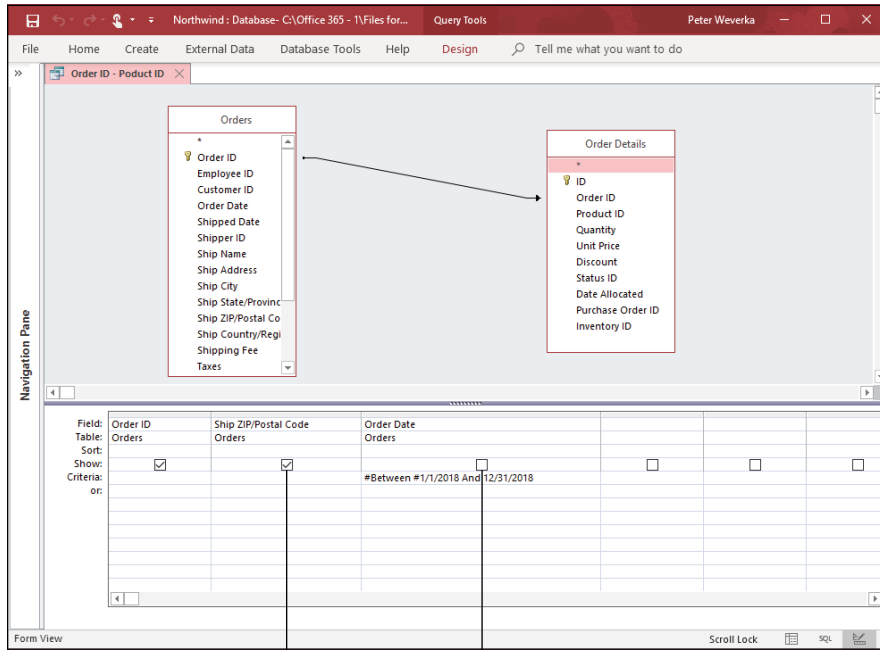 Northwind : Database- C:\Office 365 - 1\Files for... Query Tools Peter Weverka
File Home Create External Data Database Tools Help Design Tell me what you want to do
» Order ID - Poduct ID
Navigation Pane
Orders
*
Order ID
Employee ID
Customer ID
Order Date
Shipped Date
Shipper ID
Ship Name
Ship Address
Ship City
Ship State/Provinc
Ship ZIP/Postal Co
Ship Country/Regi
Shipping Fee
Taxes
Order Details
*
ID
Order ID
Product ID
Quantity
Unit Price
Discount
Status ID
Date Allocated
Purchase Order ID
Inventory ID
Field: Order ID Ship ZIP/Postal Code Order Date
Table: Orders Orders Orders
Sort:
Show:
Criteria: #Between #1/1/2018 And 12/31/2018
or:
Form View Scroll Lock SQL